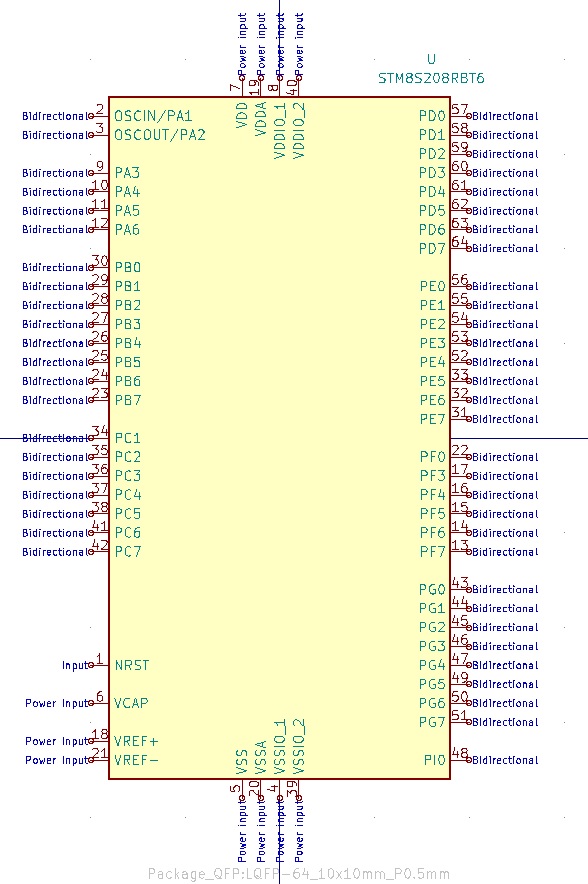 Power input Power input Power input Power input
7 19 8 40
VDD VDDA VDDIO_1 VDDIO_2
U
STM8S208RBT6
Bidirectional 2 OSCIN/PA1
Bidirectional 3 OSCOUT/PA2
Bidirectional 9 PA3
Bidirectional 10 PA4
Bidirectional 11 PA5
Bidirectional 12 PA6
Bidirectional 30 PB0
Bidirectional 29 PB1
Bidirectional 28 PB2
Bidirectional 27 PB3
Bidirectional 26 PB4
Bidirectional 25 PB5
Bidirectional 24 PB6
Bidirectional 23 PB7
Bidirectional 34 PC1
Bidirectional 35 PC2
Bidirectional 36 PC3
Bidirectional 37 PC4
Bidirectional 38 PC5
Bidirectional 41 PC6
Bidirectional 42 PC7
Input 1 NRST
Power input 6 VCAP
Power input 18 VREF+
Power input 21 VREF-
PD0 57 Bidirectional
PD1 58 Bidirectional
PD2 59 Bidirectional
PD3 60 Bidirectional
PD4 61 Bidirectional
PD5 62 Bidirectional
PD6 63 Bidirectional
PD7 64 Bidirectional
PE0 56 Bidirectional
PE1 55 Bidirectional
PE2 54 Bidirectional
PE3 53 Bidirectional
PE4 52 Bidirectional
PE5 33 Bidirectional
PE6 32 Bidirectional
PE7 31 Bidirectional
PF0 22 Bidirectional
PF3 17 Bidirectional
PF4 16 Bidirectional
PF5 15 Bidirectional
PF6 14 Bidirectional
PF7 13 Bidirectional
PG0 43 Bidirectional
PG1 44 Bidirectional
PG2 45 Bidirectional
PG3 46 Bidirectional
PG4 47 Bidirectional
PG5 49 Bidirectional
PG6 50 Bidirectional
PG7 51 Bidirectional
PI0 48 Bidirectional
VSS VSSA VSSIO_1 VSSIO_2
5 20 4 39
Power input Power input Power input Power input
Package_QFP:LQFP-64_10x10mm_P0.5mm